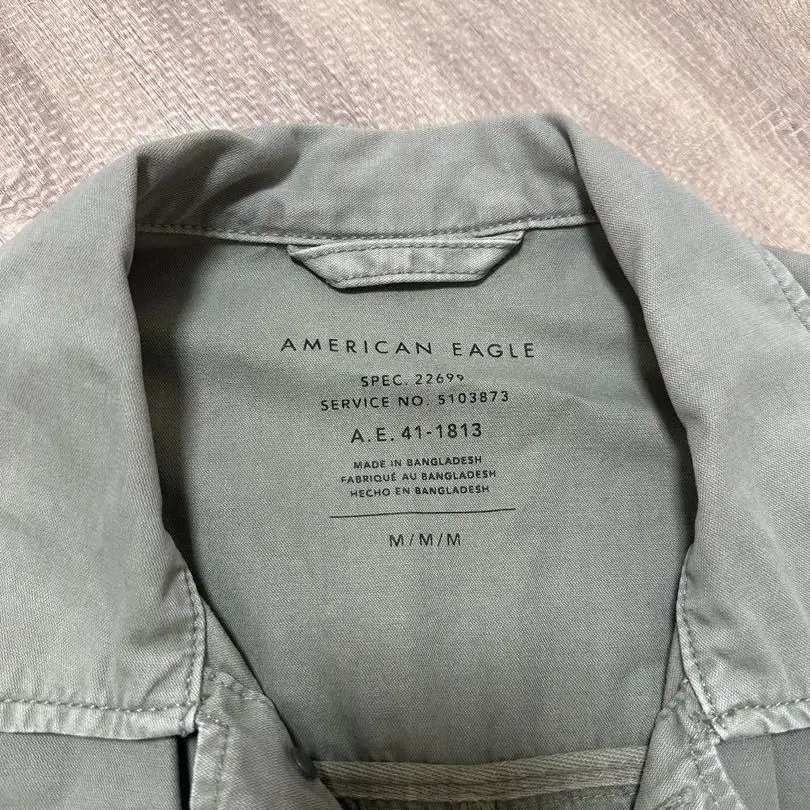 AMERICAN EAGLE
SPEC. 22699
SERVICE NO. 5103873
A.E. 41-1813
MADE IN BANGLADESH
FABRIQUÉ AU BANGLADESH
HECHO EN BANGLADESH
M/M/M